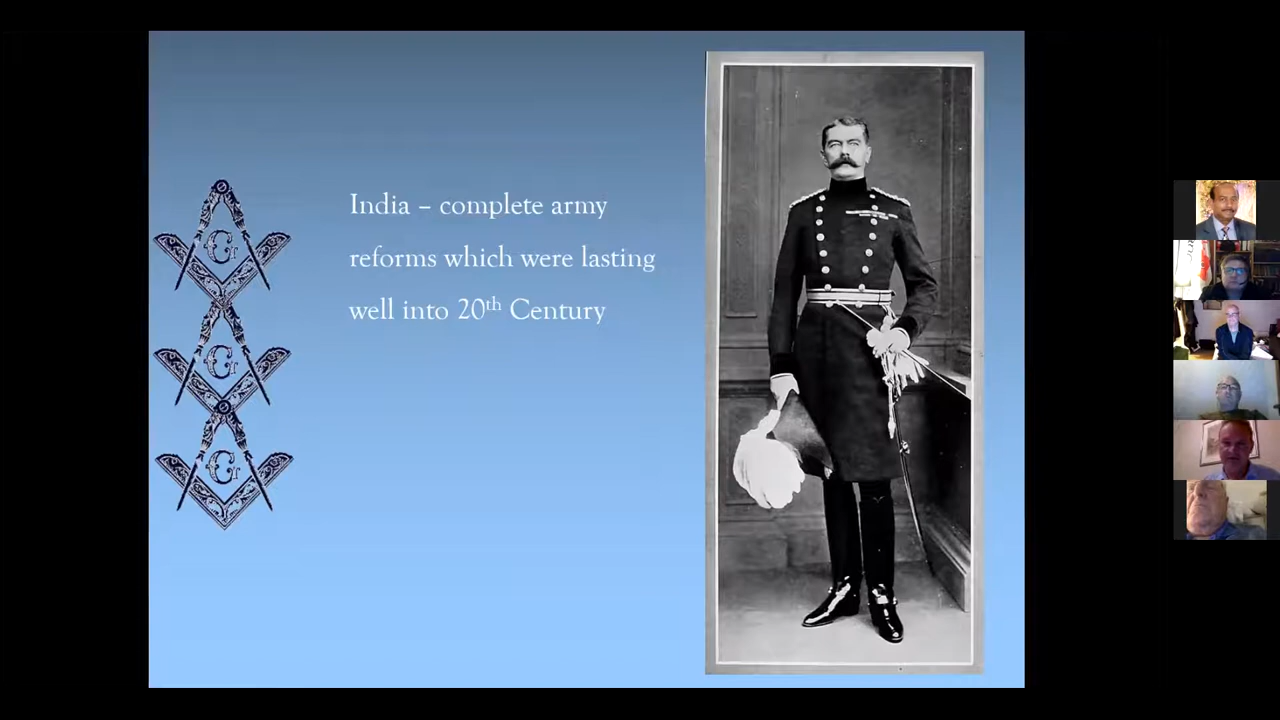 India – complete army
reforms which were lasting
well into 20th Century
G
G
G